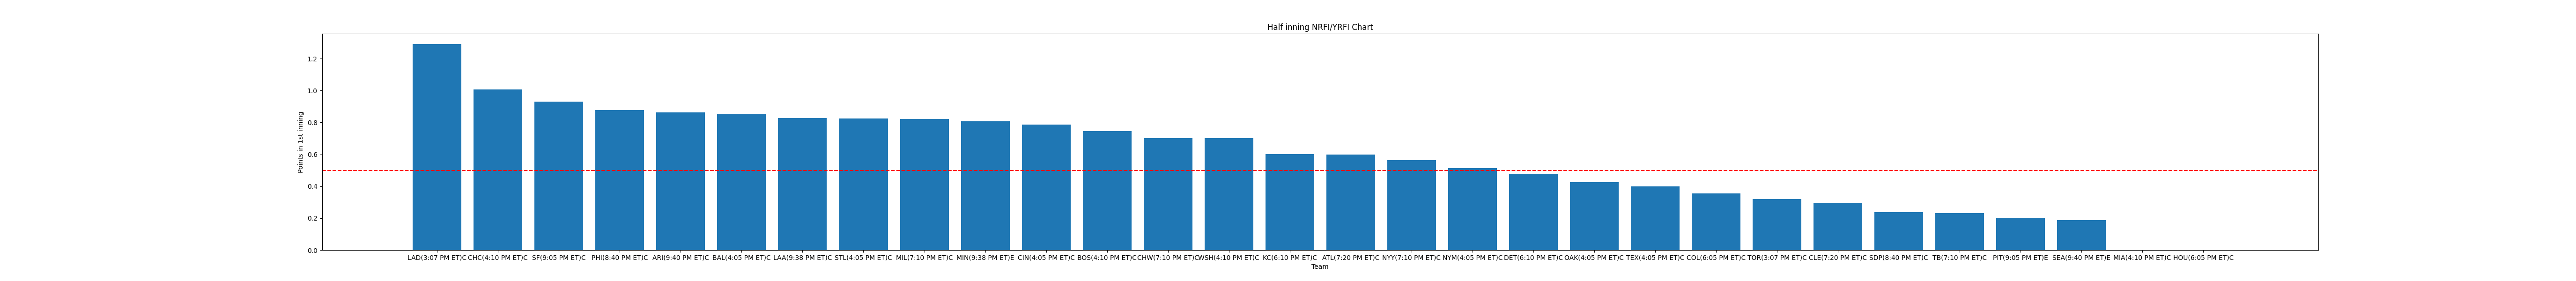 Half inning NRFI/YRFI Chart
Points in 1st inning
1.2
1.0
0.8
0.6
0.4
0.2
0.0
LAD(3:07 PM ET)C CHC(4:10 PM ET)C SF(9:05 PM ET)C PHI(8:40 PM ET)C ARI(9:40 PM ET)C BAL(4:05 PM ET)C LAA(9:38 PM ET)C STL(4:05 PM ET)C MIL(7:10 PM ET)C MIN(9:38 PM ET)E CIN(4:05 PM ET)C BOS(4:10 PM ET)C CHW(7:10 PM ET)C WSH(4:10 PM ET)C KC(6:10 PM ET)C ATL(7:20 PM ET)C NYY(7:10 PM ET)C NYM(4:05 PM ET)C DET(6:10 PM ET)C OAK(4:05 PM ET)C TEX(4:05 PM ET)C COL(6:05 PM ET)C TOR(3:07 PM ET)C CLE(7:20 PM ET)C SDP(8:40 PM ET)C TB(7:10 PM ET)C PIT(9:05 PM ET)E SEA(9:40 PM ET)E MIA(4:10 PM ET)C HOU(6:05 PM ET)C
Team